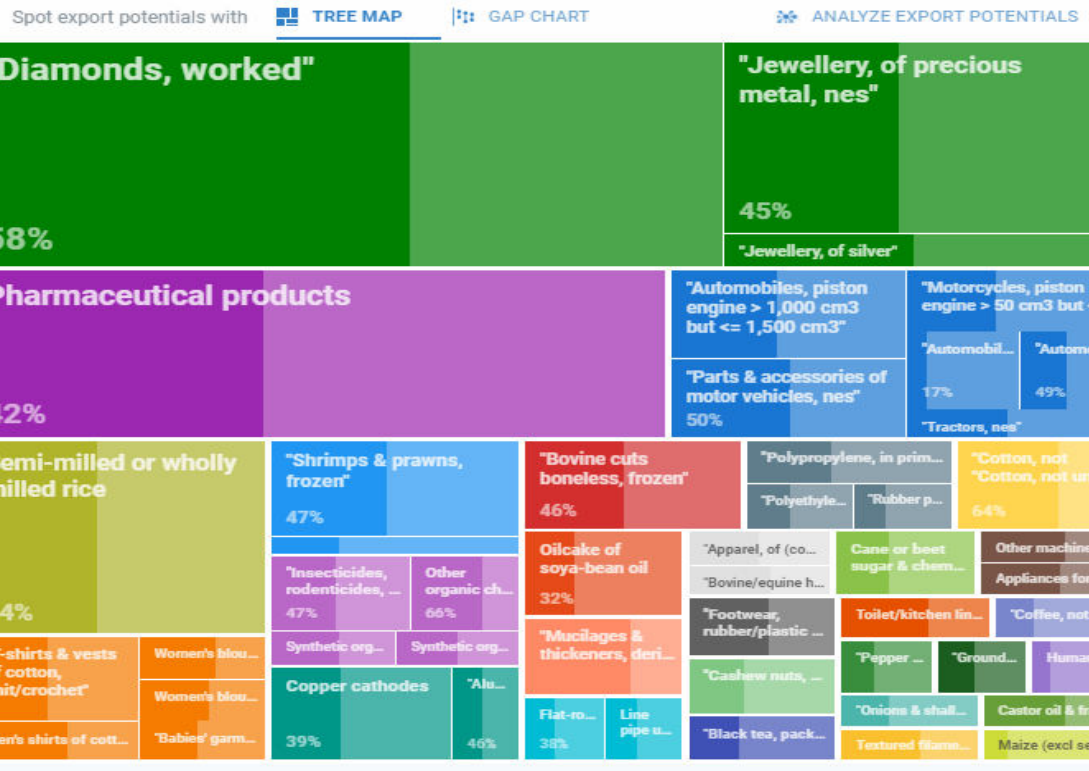 Spot export potentials with
TREE MAP
GAP CHART
ANALYZE EXPORT POTENTIALS
Diamonds, worked"
58%
"Jewellery, of precious
metal, nes"
45%
"Jewellery, of silver"
Pharmaceutical products
42%
"Automobiles, piston
engine > 1,000 cm3
but <= 1,500 cm3"
"Parts & accessories of
motor vehicles, nes"
50%
"Motorcycles, piston
engine > 50 cm3 but
"Automobil...
17%
"Autom
49%
"Tractors, nes"
emi-milled or wholly
milled rice
4%
"Shrimps & prawns,
frozen"
47%
"Bovine cuts
boneless, frozen"
46%
"Polypropylene, in prim...
"Polyethyle...
"Rubber p...
"Cotton, not
"Cotton, not un
64%
"Insecticides,
rodenticides, ...
47%
Other
organic ch...
66%
Synthetic org...
Synthetic org...
Oilcake of
soya-bean oil
32%
"Mucilages &
thickeners, deri...
"Apparel, of (co...
"Bovine/equine h...
Cane or beet
sugar & chem...
Other machine
Appliances for
"Footwear,
rubber/plastic ...
Toilet/kitchen lin...
"Coffee, not
-shirts & vests
f cotton,
nit/crochet"
en's shirts of cott...
Women's blou...
Women's blou...
"Babies' garm...
Copper cathodes
39%
"Alu...
46%
Flat-ro...
38%
Line
pipe u...
"Cashew nuts, ...
"Black tea, pack...
"Pepper ...
"Ground...
Human
"Onions & shall...
Castor oil & fr
Textured filame...
Maize (excl se